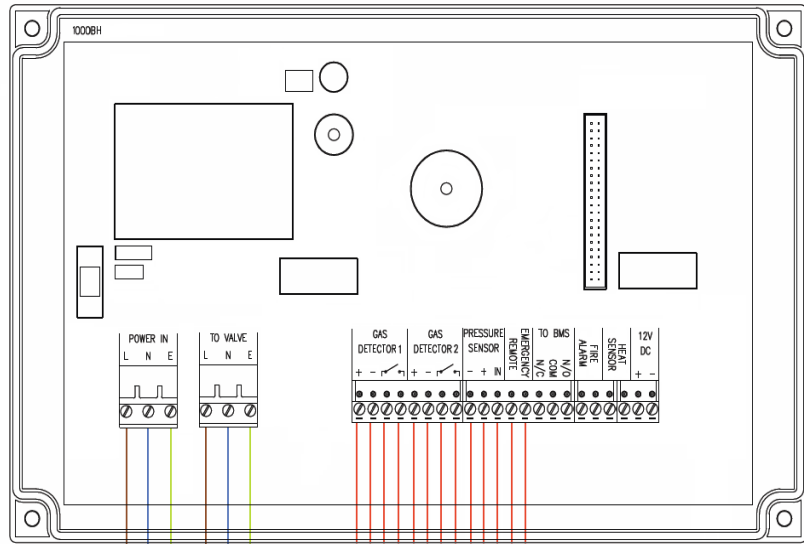 1000BH
POWER IN
L N E
TO VALVE
L N E
GAS
DETECTOR 1
+ −
GAS
DETECTOR 2
+ −
PRESSURE
SENSOR
− + IN
EMERGENCY
REMOTE
TO BMS
N/C
COM
N/O
FIRE
ALARM
HEAT
SENSOR
12V
DC
+ −